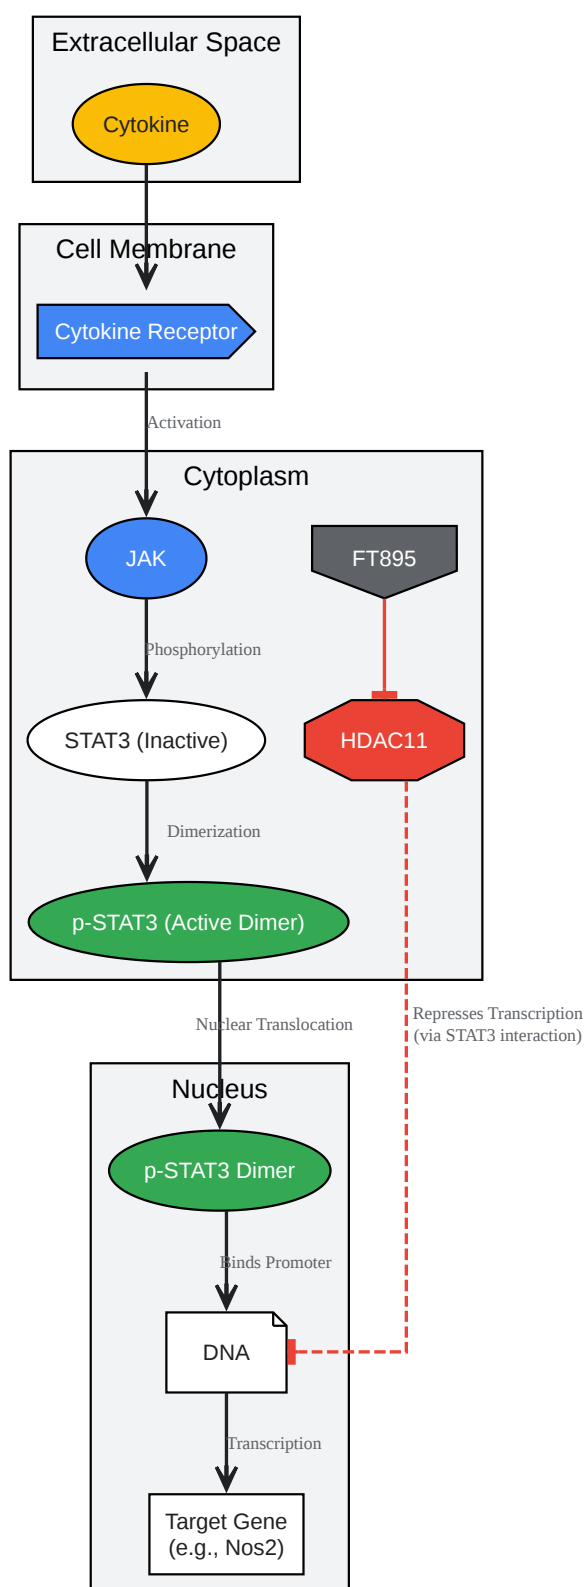 Extracellular Space
Cytokine
Cell Membrane
Cytokine Receptor
Activation
Cytoplasm
JAK
FT895
Phosphorylation
STAT3 (Inactive)
HDAC11
Dimerization
p-STAT3 (Active Dimer)
Represses Transcription
(via STAT3 interaction)
Nuclear Translocation
Nucleus
p-STAT3 Dimer
Binds Promoter
DNA
Transcription
Target Gene
(e.g., Nos2)